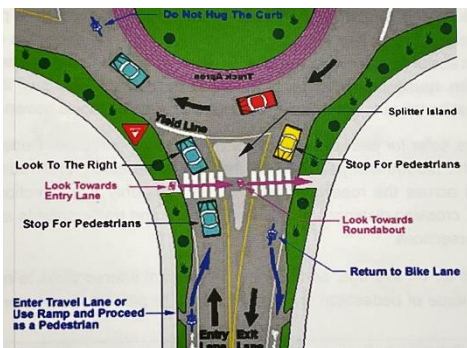 Do Not Hug The Curb
Truck Apron
Yield Line
Splitter Island
Look To The Right
Stop For Pedestrians
Look Towards
Entry Lane
Stop For Pedestrians
Look Towards
Roundabout
Return to Bike Lane
Enter Travel Lane or
Use Ramp and Proceed
as a Pedestrian
Entry
Lane
Exit
Lane